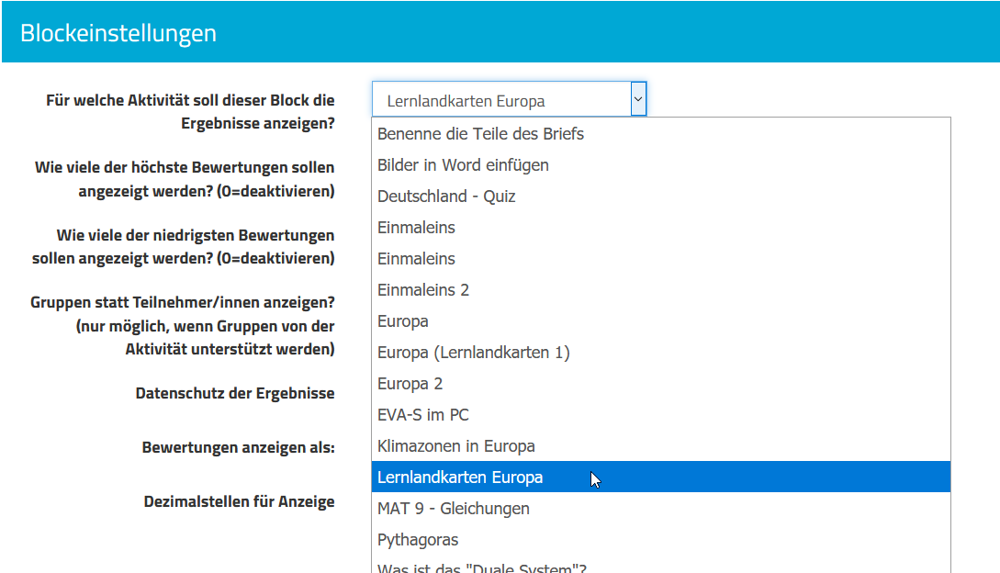 Blockeinstellungen
Für welche Aktivität soll dieser Block die
Ergebnisse anzeigen?
Lernlandkarten Europa
Wie viele der höchste Bewertungen sollen
angezeigt werden? (0=deaktivieren)
Wie viele der niedrigsten Bewertungen
sollen angezeigt werden? (0=deaktivieren)
Gruppen statt Teilnehmer/innen anzeigen?
(nur möglich, wenn Gruppen von der
Aktivität unterstützt werden)
Datenschutz der Ergebnisse
Bewertungen anzeigen als:
Dezimalstellen für Anzeige
Benenne die Teile des Briefs
Bilder in Word einfügen
Deutschland - Quiz
Einmaleins
Einmaleins
Einmaleins 2
Europa
Europa (Lernlandkarten 1)
Europa 2
EVA-S im PC
Klimazonen in Europa
Lernlandkarten Europa
MAT 9 - Gleichungen
Pythagoras
Was ist das "Duale System"?